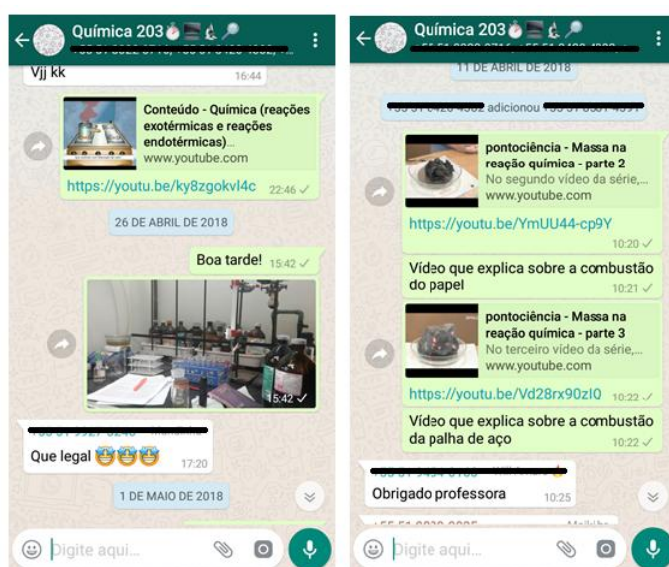 Química 203
Vjj kk
16:44
Conteúdo - Química (reações
exotérmicas e reações
endotérmicas)...
www.youtube.com
https://youtu.be/ky8zgokvl4c 22:46
26 DE ABRIL DE 2018
Boa tarde! 15:42
15:42
Que legal
17:20
1 DE MAIO DE 2018
Digite aqui...
Química 203
11 DE ABRIL DE 2018
adicionou
pontociência - Massa na
reação química - parte 2
No segundo vídeo da série,...
www.youtube.com
https://youtu.be/YmUU44-cp9Y
10:20
Vídeo que explica sobre a combustão
do papel
10:21
pontociência - Massa na
reação química - parte 3
No terceiro vídeo da série,...
www.youtube.com
https://youtu.be/Vd28rx90zIQ 10:22
Vídeo que explica sobre a combustão
da palha de aço
10:22
Obrigado professora
10:25
Digite aqui...